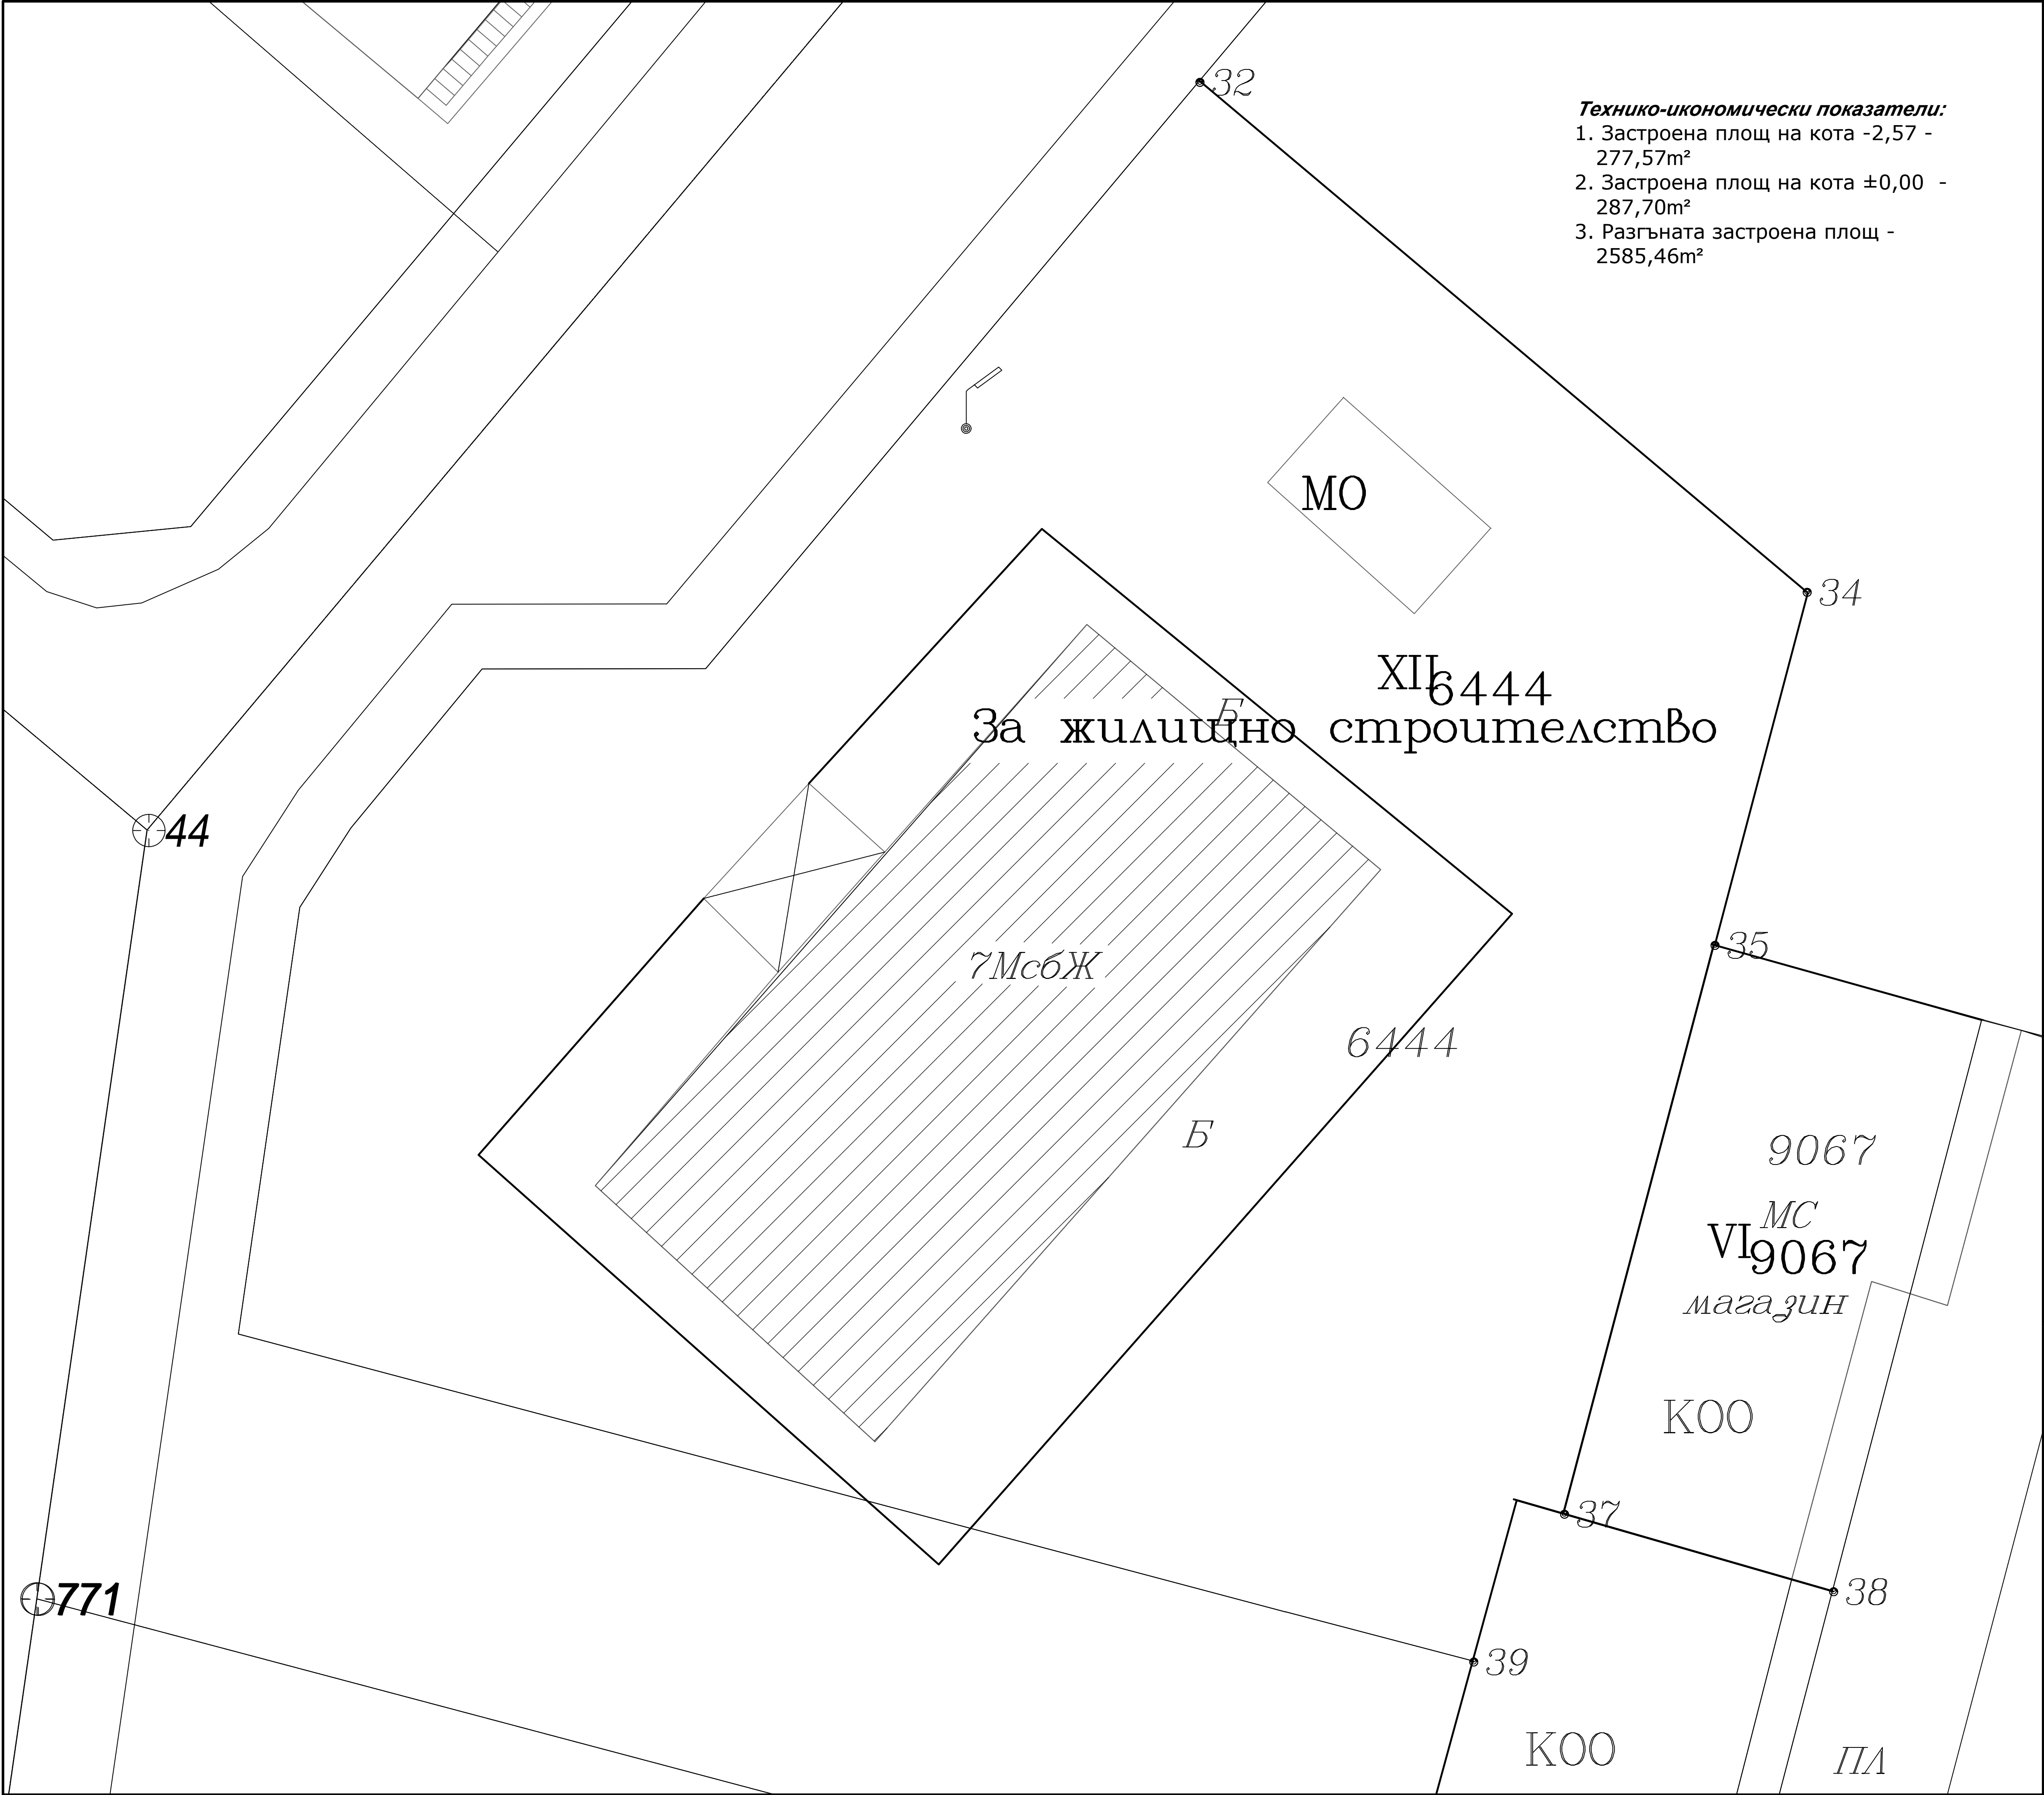 32
Технико-икономически показатели:
1. Застроена площ на кота -2,57 -
277,57m²
2. Застроена площ на кота ±0,00 -
287,70m²
3. Разгъната застроена площ -
2585,46m²
МО
34
XII 6444
Б
За жилищно строителство
44
35
7МсбЖ
6444
Б
9067
МС
VI 9067
магазин
КОО
37
771
38
39
КОО
ПЛ